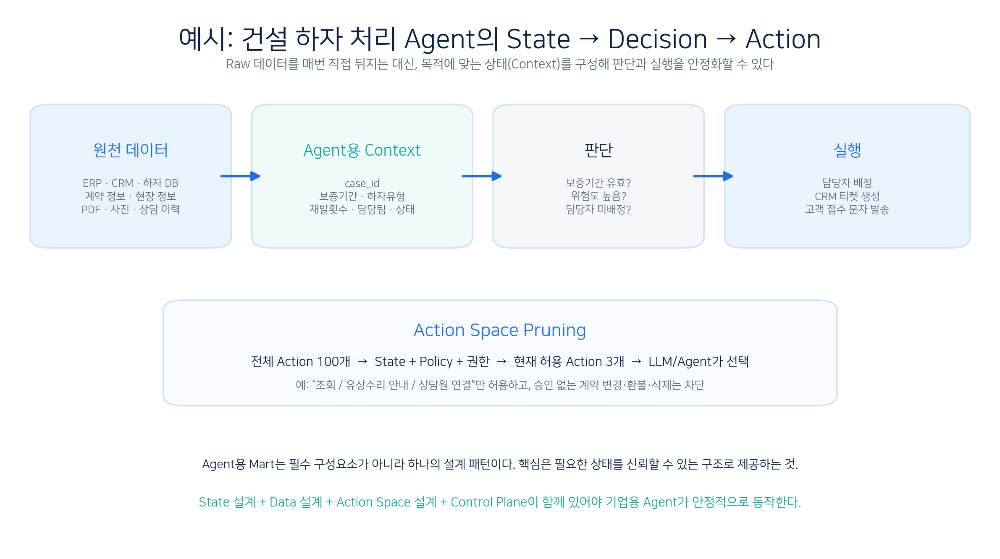 예시: 건설 하자 처리 Agent의 State → Decision → Action
Raw 데이터를 매번 직접 뒤지는 대신, 목적에 맞는 상태(Context)를 구성해 판단과 실행을 안정화할 수 있다
원천 데이터
ERP · CRM · 하자 DB
계약 정보 · 현장 정보
PDF · 사진 · 상담 이력
Agent용 Context
case_id
보증기간 · 하자유형
재발횟수 · 담당팀 · 상태
판단
보증기간 유효?
위험도 높음?
담당자 미배정?
실행
담당자 배정
CRM 티켓 생성
고객 접수 문자 발송
Action Space Pruning
전체 Action 100개 → State + Policy + 권한 → 현재 허용 Action 3개 → LLM/Agent가 선택
예: “조회 / 유상수리 안내 / 상담원 연결”만 허용하고, 승인 없는 계약 변경·환불·삭제는 차단
Agent용 Mart는 필수 구성요소가 아니라 하나의 설계 패턴이다. 핵심은 필요한 상태를 신뢰할 수 있는 구조로 제공하는 것.
State 설계 + Data 설계 + Action Space 설계 + Control Plane이 함께 있어야 기업용 Agent가 안정적으로 동작한다.